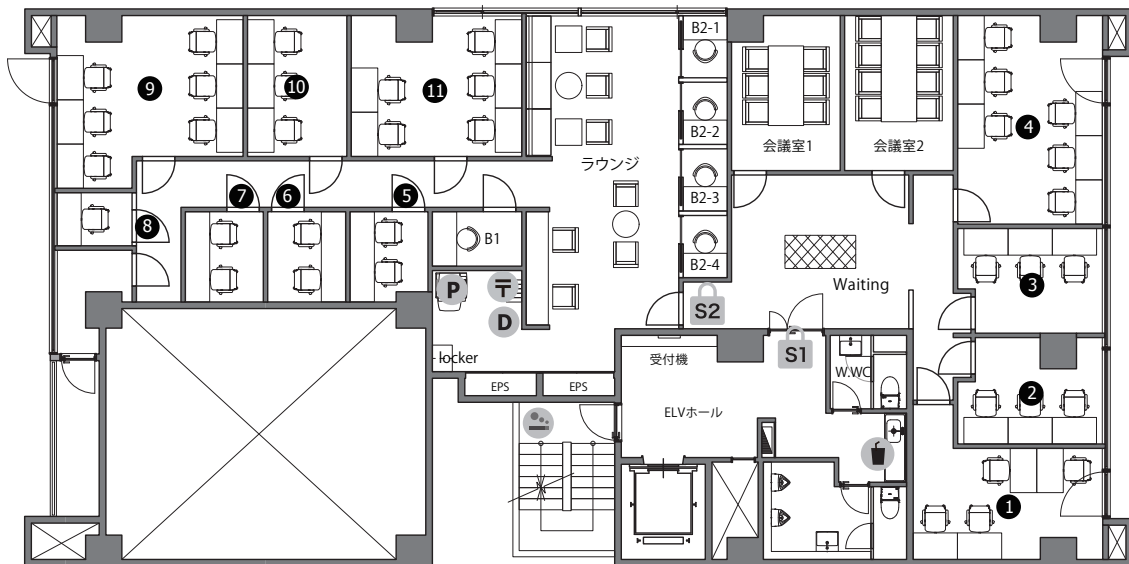 B2-1
9
10
11
会議室1
会議室2
4
B2-2
ラウンジ
B2-3
7
6
5
8
B1
B2-4
3
Waiting
P
〒
S2
D
locker
受付機
S1
W.WC
EPS
EPS
ELVホール
2
1